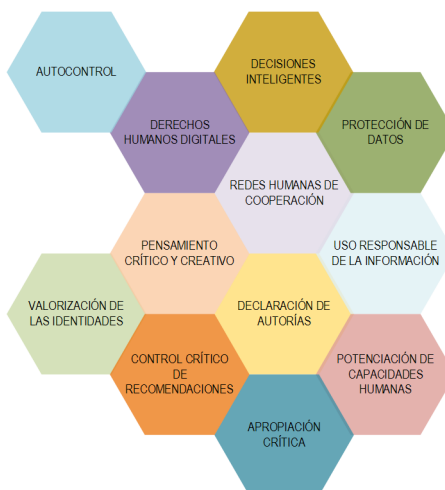 AUTOCONTROL
DECISIONES
INTELIGENTES
DERECHOS
HUMANOS DIGITALES
PROTECCIÓN DE
DATOS
REDES HUMANAS DE
COOPERACIÓN
PENSAMIENTO
CRÍTICO Y CREATIVO
USO RESPONSABLE
DE LA INFORMACIÓN
VALORIZACIÓN DE
LAS IDENTIDADES
DECLARACIÓN DE
AUTORÍAS
CONTROL CRÍTICO
DE
RECOMENDACIONES
POTENCIACIÓN DE
CAPACIDADES
HUMANAS
APROPIACIÓN
CRÍTICA